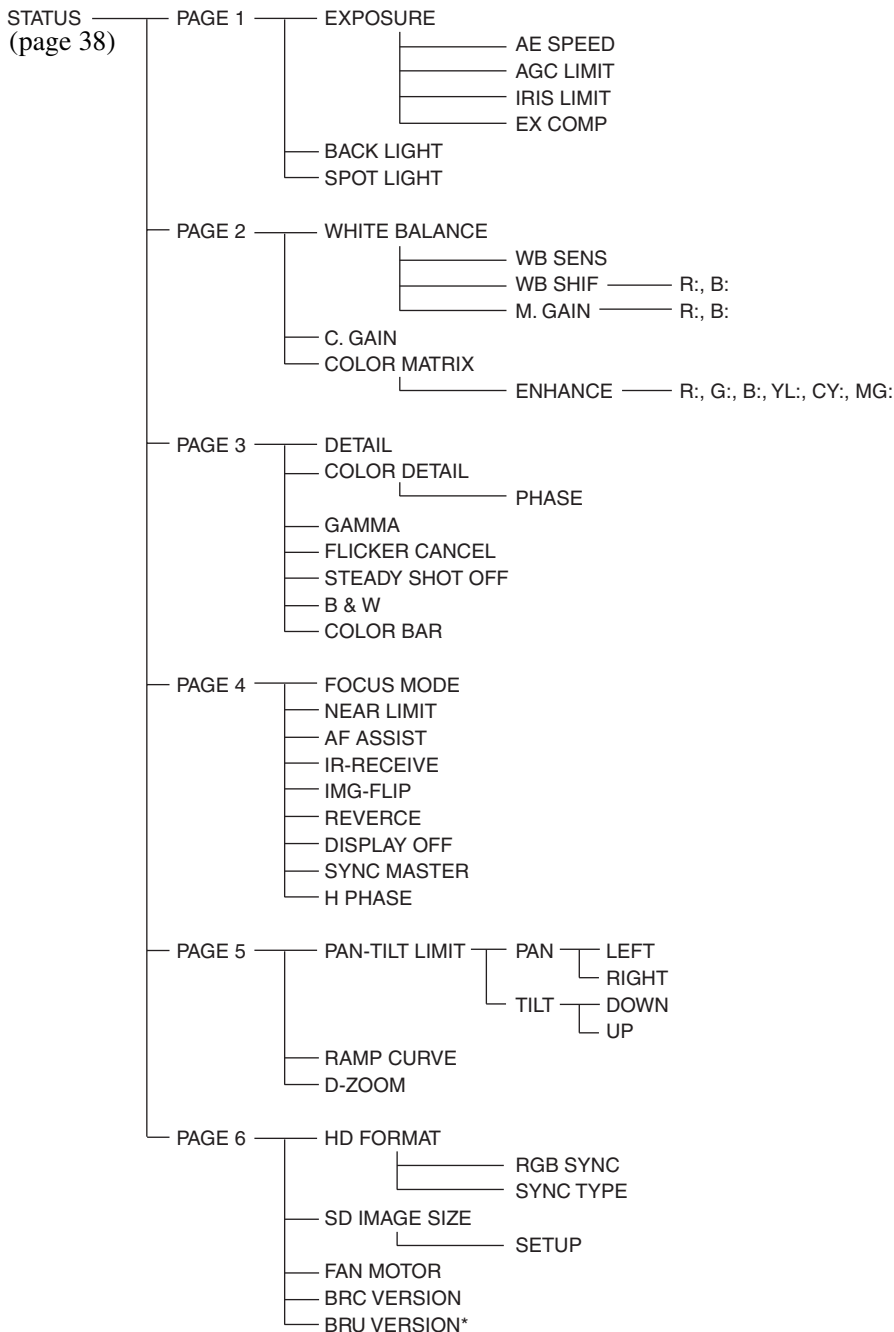 STATUS PAGE 1 EXPOSURE
(page 38)
AE SPEED
AGC LIMIT
IRIS LIMIT
EX COMP
BACK LIGHT
SPOT LIGHT
PAGE 2 WHITE BALANCE
WB SENS
WB SHIF R:, B:
M. GAIN R:, B:
C. GAIN
COLOR MATRIX
ENHANCE R:, G:, B:, YL:, CY:, MG:
PAGE 3 DETAIL
COLOR DETAIL
PHASE
GAMMA
FLICKER CANCEL
STEADY SHOT OFF
B & W
COLOR BAR
PAGE 4 FOCUS MODE
NEAR LIMIT
AF ASSIST
IR-RECEIVE
IMG-FLIP
REVERCE
DISPLAY OFF
SYNC MASTER
H PHASE
PAGE 5 PAN-TILT LIMIT PAN LEFT
RIGHT
TILT DOWN
UP
RAMP CURVE
D-ZOOM
PAGE 6 HD FORMAT
RGB SYNC
SYNC TYPE
SD IMAGE SIZE
SETUP
FAN MOTOR
BRC VERSION
BRU VERSION*